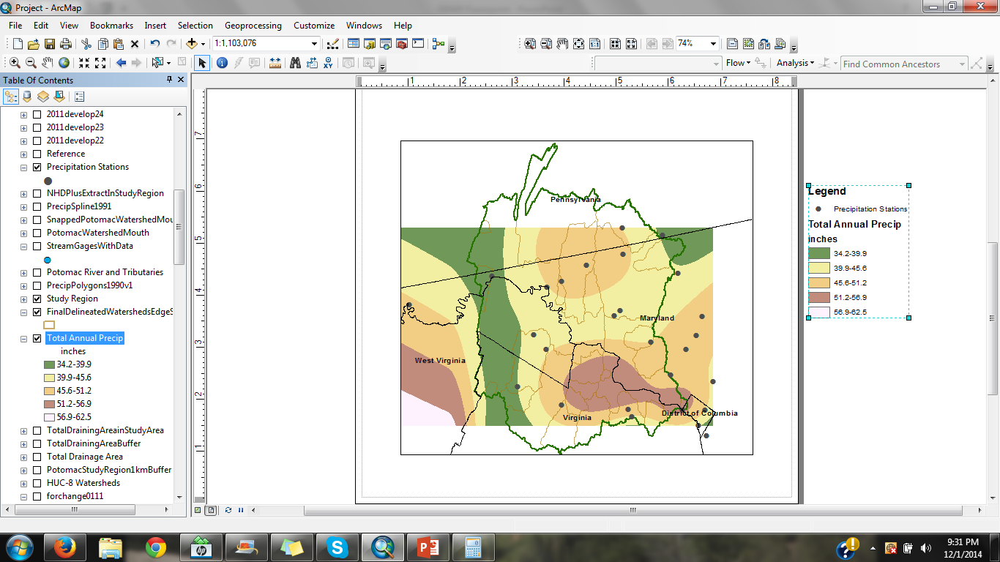 Project - ArcMap
File Edit View Bookmarks Insert Selection Geoprocessing Customize Windows Help
1:1,103,076 74%
Flow Analysis Find Common Ancestors
Table Of Contents
2011develop24
2011develop23
2011develop22
Reference
Precipitation Stations
NHDPlusExtractInStudyRegion
PrecipSpline1991
SnappedPotomacWatershedMou
PotomacWatershedMouth
StreamGagesWithData
Potomac River and Tributaries
PrecipPolygons1990v1
Study Region
FinalDelineatedWatershedsEdgeS
Total Annual Precip
inches
34.2-39.9
39.9-45.6
45.6-51.2
51.2-56.9
56.9-62.5
TotalDrainingAreainStudyArea
TotalDrainingAreaBuffer
Total Drainage Area
PotomacStudyRegion1kmBuffer
HUC-8 Watersheds
forchange0111
1 2 3 4 5 6 7 8
7
6
5
4
3
2
1
Pennsylvania
Maryland
West Virginia
Virginia
District of Columbia
Legend
Precipitation Stations
Total Annual Precip
inches
34.2-39.9
39.9-45.6
45.6-51.2
51.2-56.9
56.9-62.5
9:31 PM
12/1/2014